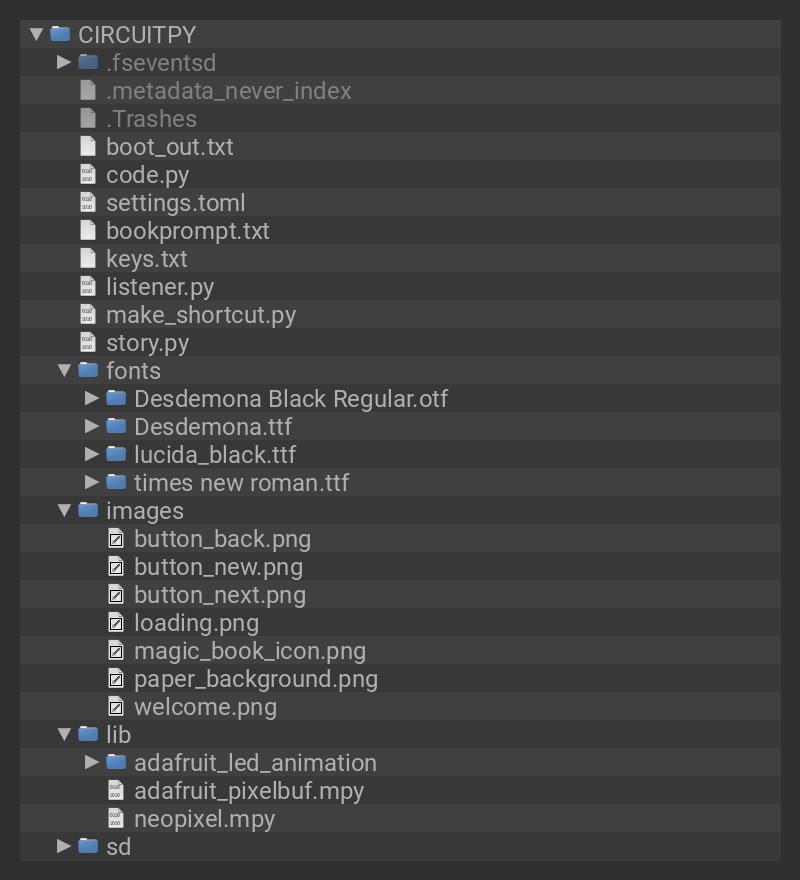 CIRCUITPY
.fseventsd
.metadata_never_index
.Trashes
boot_out.txt
code.py
settings.toml
bookprompt.txt
keys.txt
listener.py
make_shortcut.py
story.py
fonts
Desdemona Black Regular.otf
Desdemona.ttf
lucida_black.ttf
times new roman.ttf
images
button_back.png
button_new.png
button_next.png
loading.png
magic_book_icon.png
paper_background.png
welcome.png
lib
adafruit_led_animation
adafruit_pixelbuf.mpy
neopixel.mpy
sd